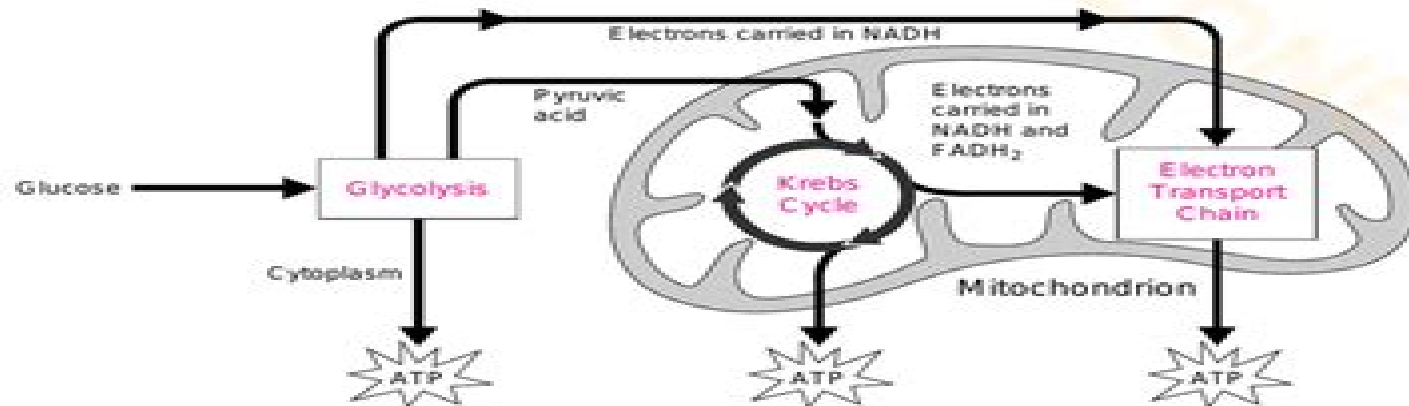 Electrons carried in NADH
Pyruvic
acid
Electrons
carried in
NADH and
FADH₂
Glucose
Glycolysis
Krebs
Cycle
Electron
Transport
Chain
Cytoplasm
Mitochondrion
ATP
ATP
ATP